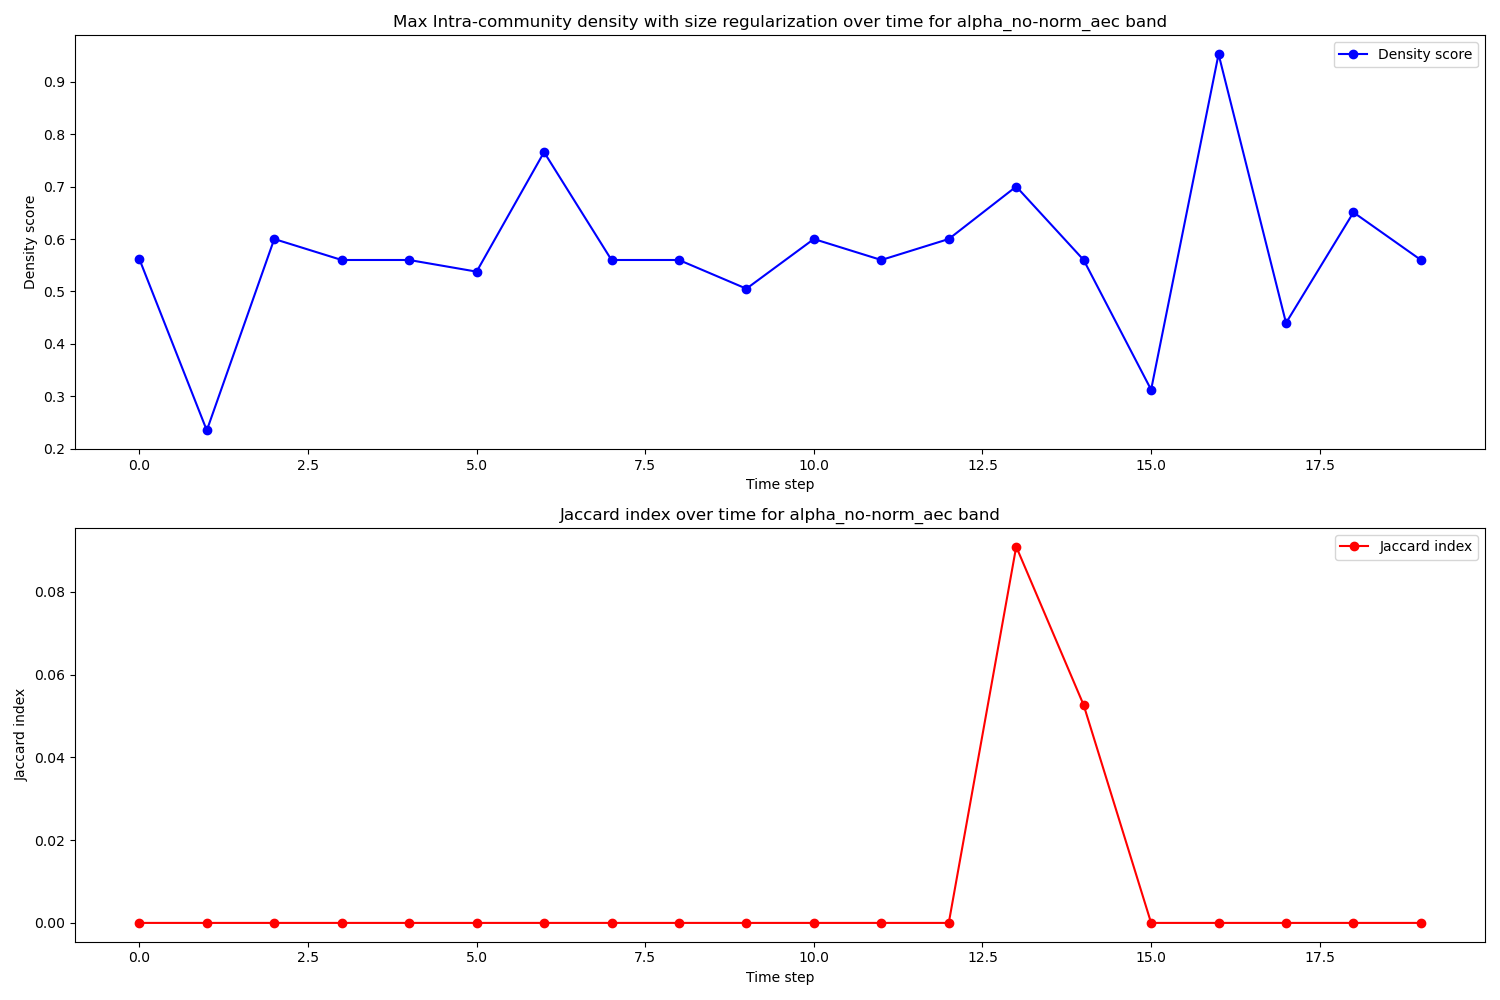 Max Intra-community density with size regularization over time for alpha_no-norm_aec band
Density score
0.9
0.8
0.7
0.6
0.5
0.4
0.3
0.2
Density score
0.0 2.5 5.0 7.5 10.0 12.5 15.0 17.5
Time step
Jaccard index over time for alpha_no-norm_aec band
Jaccard index
0.08
0.06
0.04
0.02
0.00
Jaccard index
0.0 2.5 5.0 7.5 10.0 12.5 15.0 17.5
Time step